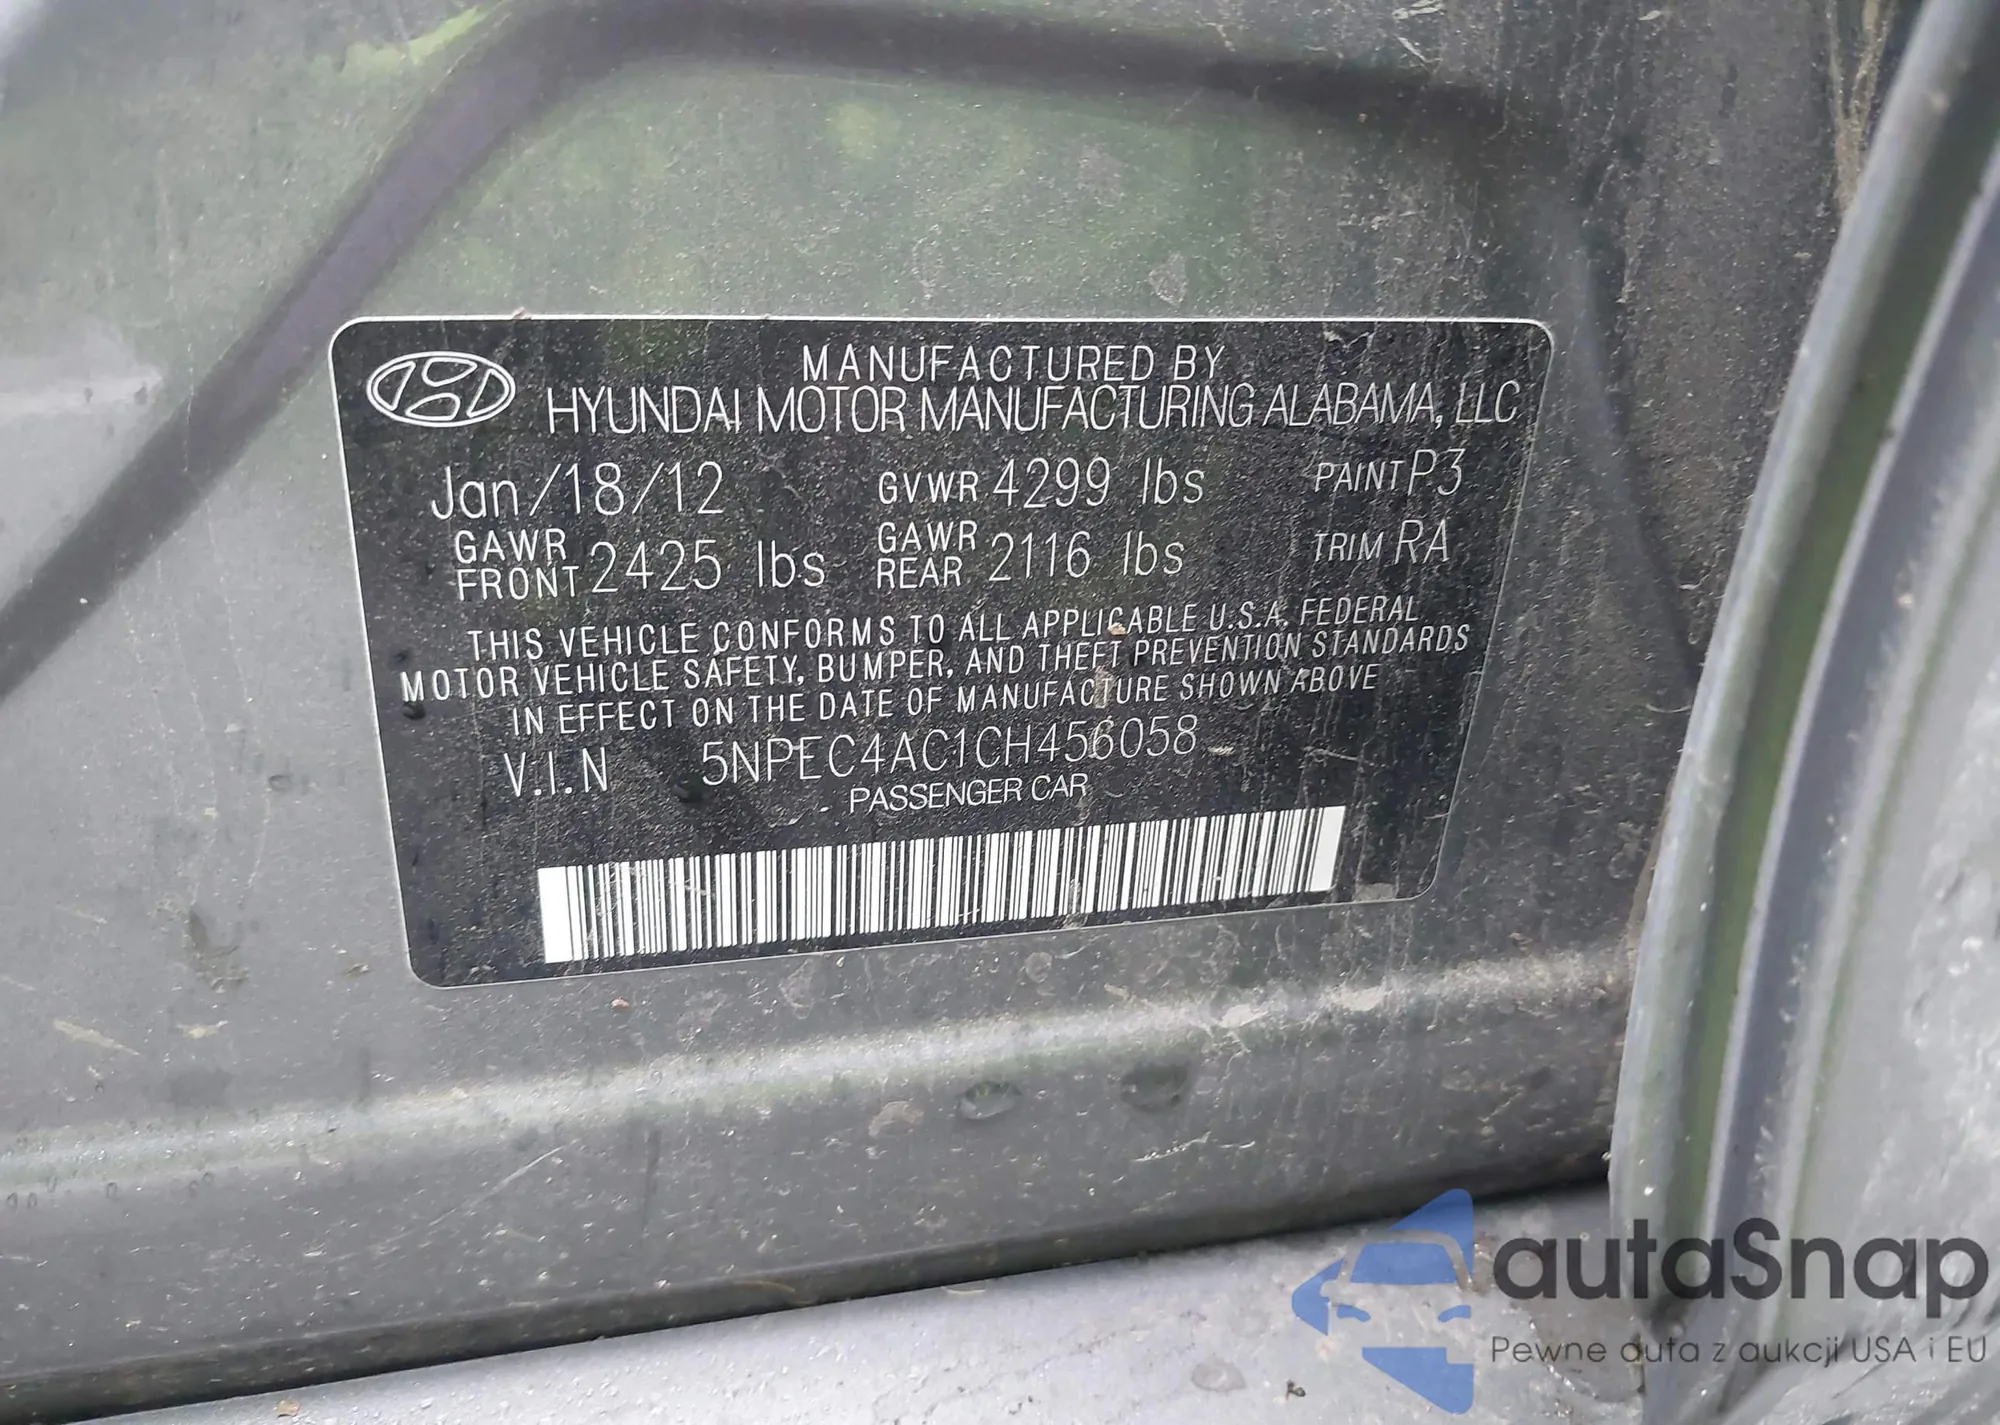 MANUFACTURED BY
HYUNDAI MOTOR MANUFACTURING ALABAMA, LLC
Jan/18/12 GVWR 4299 lbs PAINT P3
GAWR FRONT 2425 lbs GAWR REAR 2116 lbs TRIM RA
THIS VEHICLE CONFORMS TO ALL APPLICABLE U.S.A. FEDERAL
MOTOR VEHICLE SAFETY, BUMPER, AND THEFT PREVENTION STANDARDS
IN EFFECT ON THE DATE OF MANUFACTURE SHOWN ABOVE
V.I.N 5NPEC4AC1CH456058
PASSENGER CAR
autaSnap
Pewne auta z aukcji USA i EU